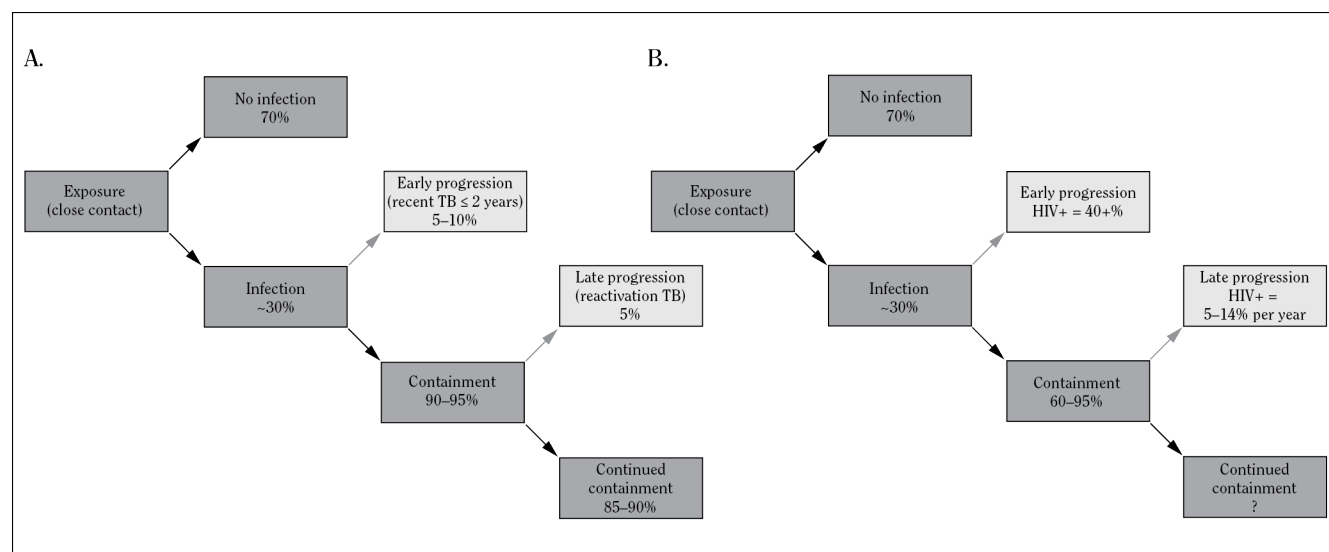 A.
No infection
70%
Exposure
(close contact)
Early progression
(recent TB ≤ 2 years)
5–10%
Infection
~30%
Late progression
(reactivation TB)
5%
Containment
90–95%
Continued
containment
85–90%
B.
No infection
70%
Exposure
(close contact)
Early progression
HIV+ = 40+%
Infection
~30%
Late progression
HIV+ =
5–14% per year
Containment
60–95%
Continued
containment
?